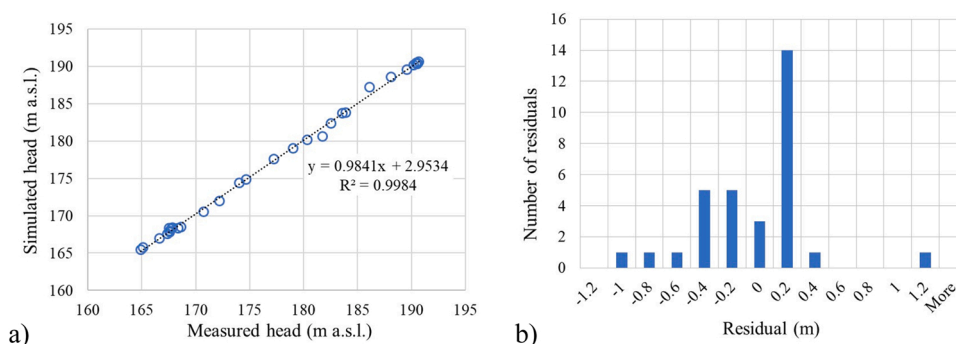 195
190
185
180
175
170
165
160
Simulated head (m a.s.l.)
y = 0.9841x + 2.9534
R² = 0.9984
160 165 170 175 180 185 190 195
Measured head (m a.s.l.)
a)
16
14
12
10
8
6
4
2
0
Number of residuals
-1.2 -1 -0.8 -0.6 -0.4 -0.2 0 0.2 0.4 0.6 0.8 1 1.2 More
Residual (m)
b)